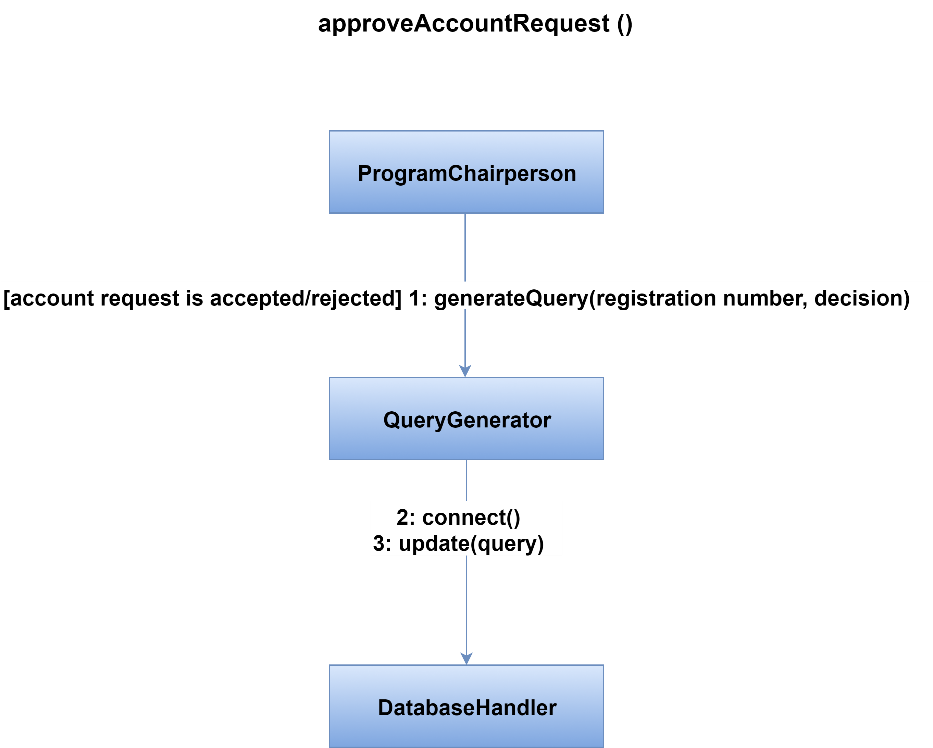 approveAccountRequest ()
ProgramChairperson
[account request is accepted/rejected] 1: generateQuery(registration number, decision)
QueryGenerator
2: connect()
3: update(query)
DatabaseHandler